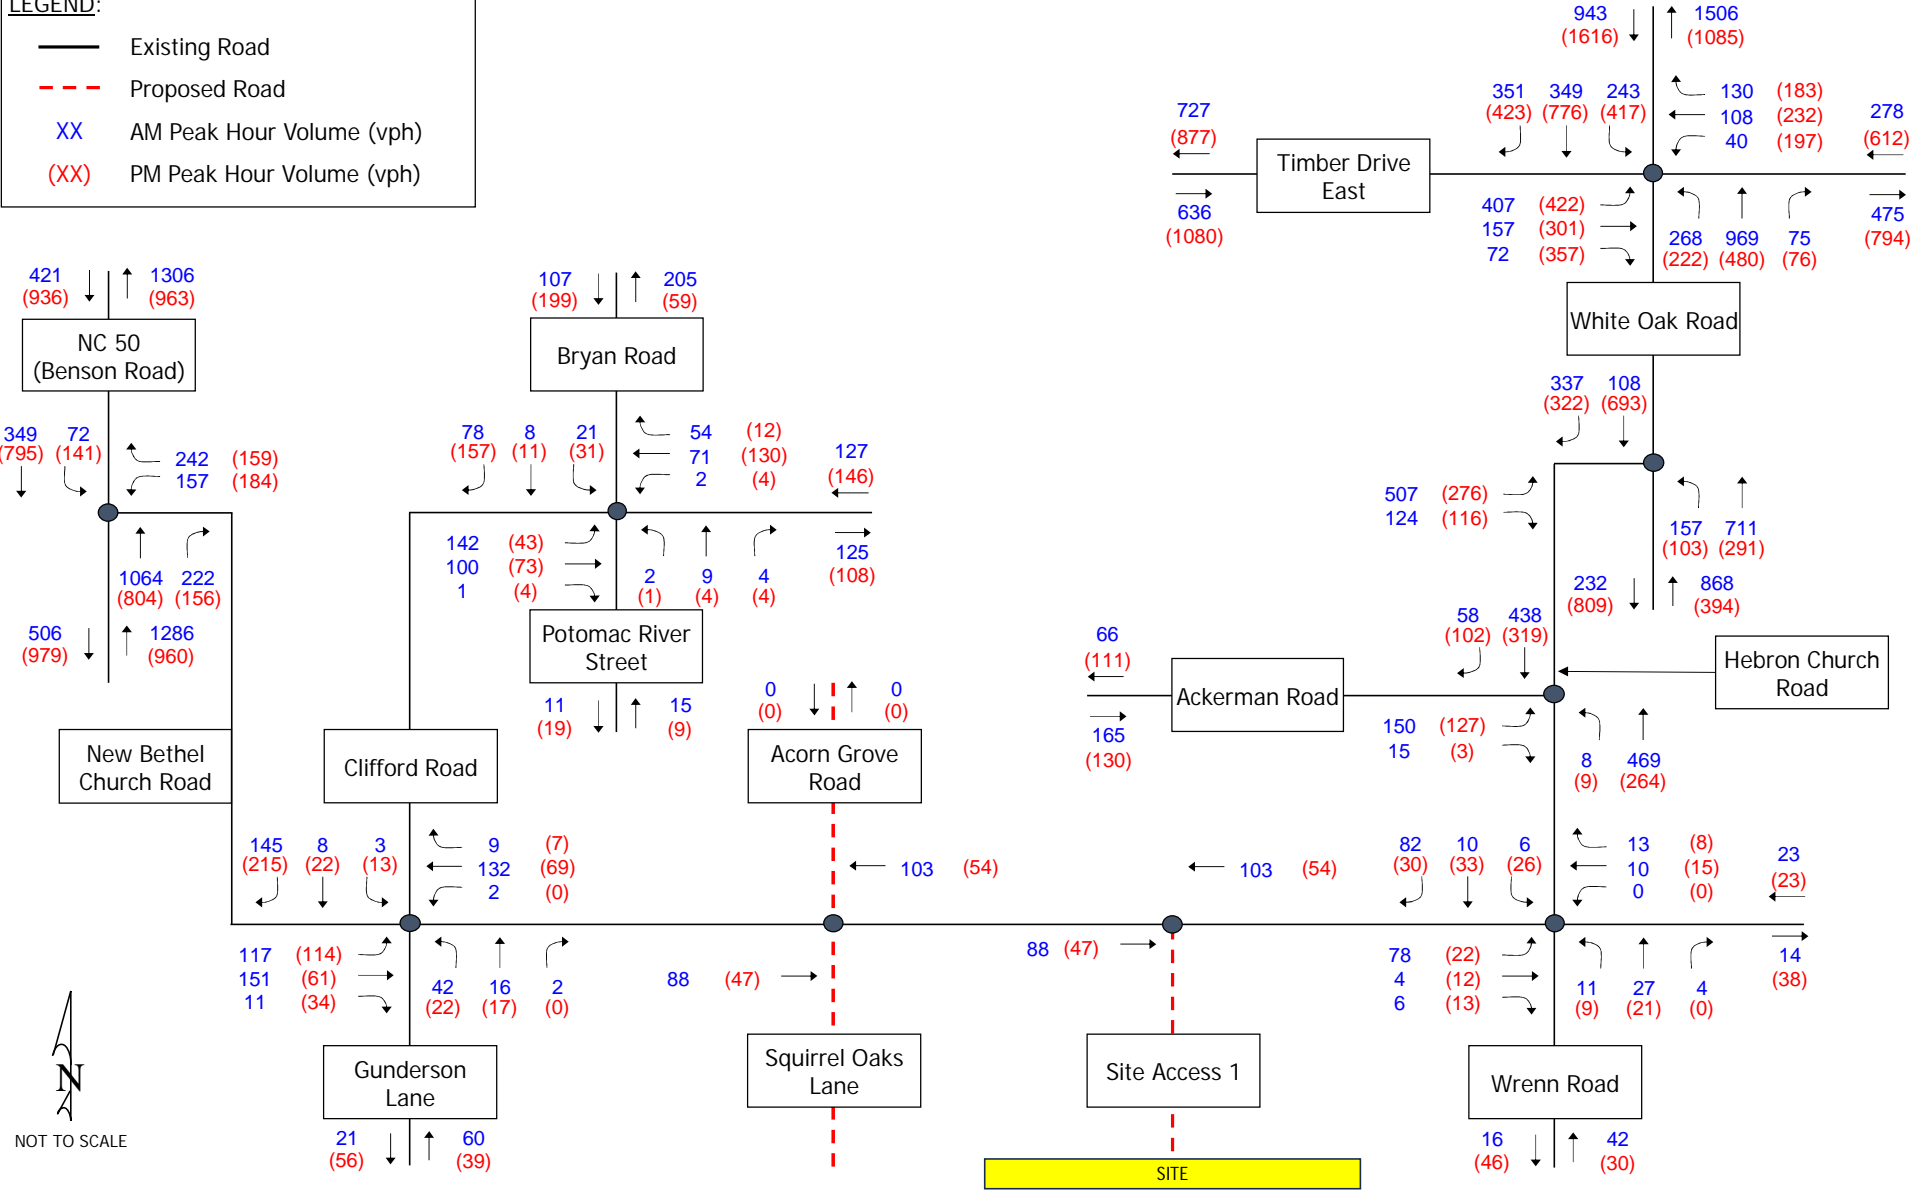 LEGEND:
Existing Road
Proposed Road
XX AM Peak Hour Volume (vph)
(XX) PM Peak Hour Volume (vph)
943 1506
(1616) (1085)
351 349 243
(423) (776) (417)
130 (183)
108 (232)
40 (197)
278
(612)
727
(877)
Timber Drive
East
636
(1080)
407 (422)
157 (301)
72 (357)
268 969 75
(222) (480) (76)
475
(794)
White Oak Road
421 1306
(936) (963)
NC 50
(Benson Road)
349 72
(795) (141)
242 (159)
157 (184)
1064 222
(804) (156)
506 1286
(979) (960)
New Bethel
Church Road
107 205
(199) (59)
Bryan Road
78 8 21
(157) (11) (31)
54 (12)
71 (130)
2 (4)
127
(146)
142 (43)
100 (73)
1 (4)
2 9 4
(1) (4) (4)
125
(108)
Potomac River
Street
11 15
(19) (9)
Clifford Road
0 0
(0) (0)
Acorn Grove
Road
337 108
(322) (693)
507 (276)
124 (116)
157 711
(103) (291)
232 868
(809) (394)
58 438
(102) (319)
66
(111)
Ackerman Road
165
(130)
150 (127)
15 (3)
8 469
(9) (264)
Hebron Church
Road
145 8 3
(215) (22) (13)
9 (7)
132 (69)
2 (0)
117 (114)
151 (61)
11 (34)
42 16 2
(22) (17) (0)
Gunderson
Lane
21 60
(56) (39)
103 (54)
88 (47)
Squirrel Oaks
Lane
103 (54)
88 (47)
Site Access 1
SITE
82 10 6
(30) (33) (26)
13 (8)
10 (15)
0 (0)
23
(23)
78 (22)
4 (12)
6 (13)
11 27 4
(9) (21) (0)
14
(38)
Wrenn Road
16 42
(46) (30)
N
NOT TO SCALE